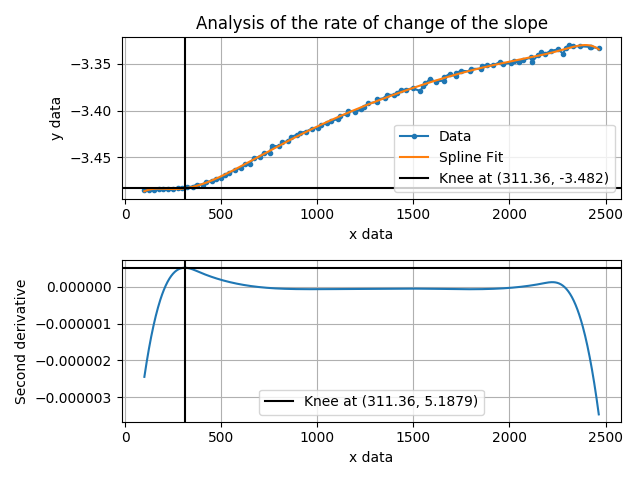 Analysis of the rate of change of the slope
y data
−3.35
−3.40
−3.45
Data
Spline Fit
Knee at (311.36, -3.482)
0 500 1000 1500 2000 2500
x data
Second derivative
0.000000
−0.000001
−0.000002
−0.000003
Knee at (311.36, 5.1879)
0 500 1000 1500 2000 2500
x data